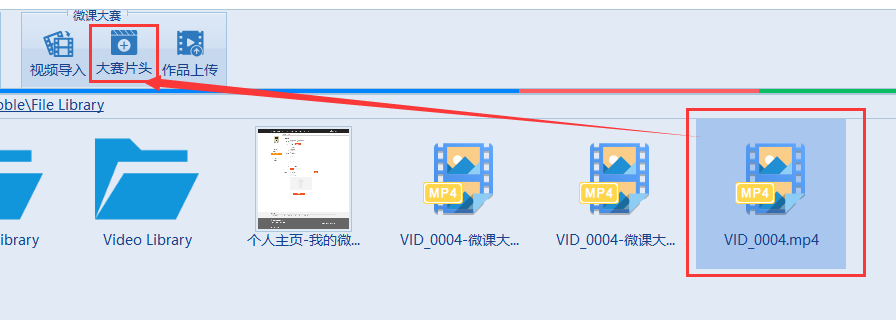 微课大赛
视频导入
大赛片头
作品上传
bble\File Library
MP4
MP4
MP4
ibrary
Video Library
个人主页-我的微...
VID_0004-微课大...
VID_0004-微课大...
VID_0004.mp4